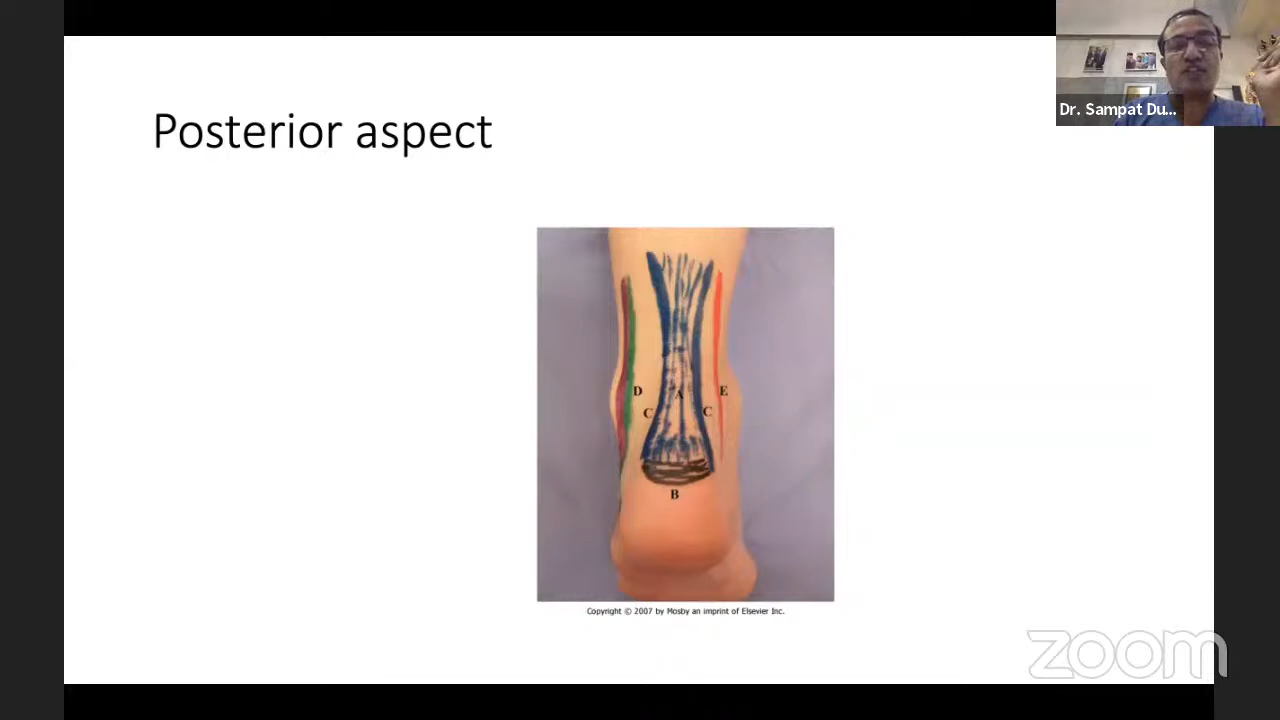 Posterior aspect
Dr. Sampat Du...
D
A
E
C
C
B
Copyright © 2007 by Mosby an imprint of Elsevier Inc.
zoom